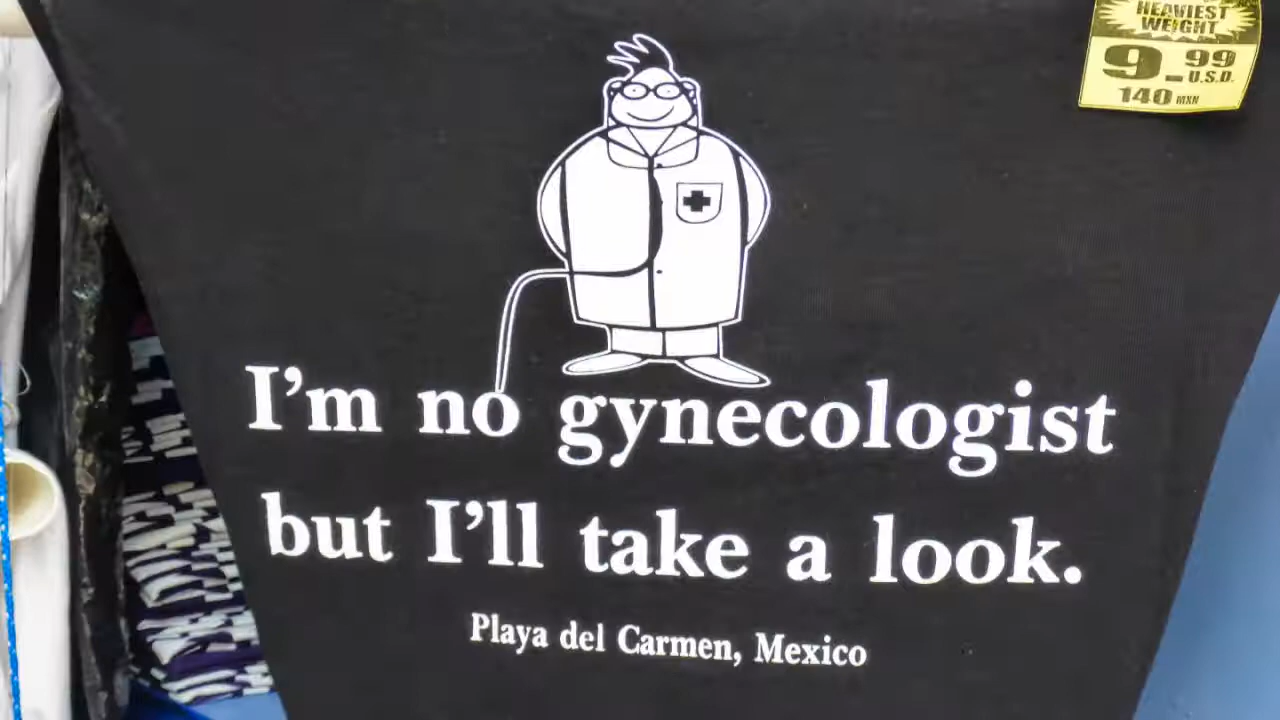 HEAVIEST
WEIGHT
9.99
U.S.D.
140 MXN
I'm no gynecologist
but I'll take a look.
Playa del Carmen, Mexico